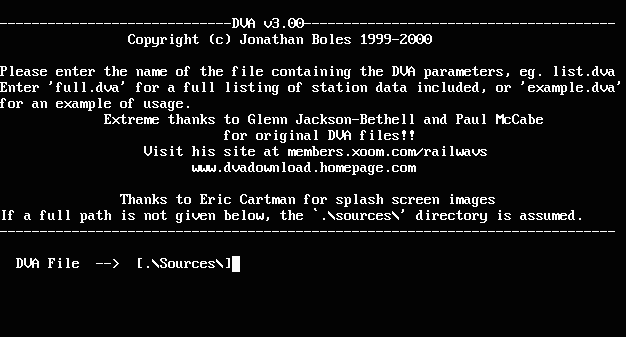 -----------------------------DVA v3.00---------------------------------------
Copyright (c) Jonathan Boles 1999-2000
Please enter the name of the file containing the DVA parameters, eg. list.dva
Enter 'full.dva' for a full listing of station data included, or 'example.dva'
for an example of usage.
Extreme thanks to Glenn Jackson-Bethell and Paul McCabe
for original DVA files!!
Visit his site at members.xoom.com/railwavs
www.dvadownload.homepage.com
Thanks to Eric Cartman for splash screen images
If a full path is not given below, the `.\sources\' directory is assumed.
-----------------------------------------------------------------------------
DVA File --> [.\Sources\]